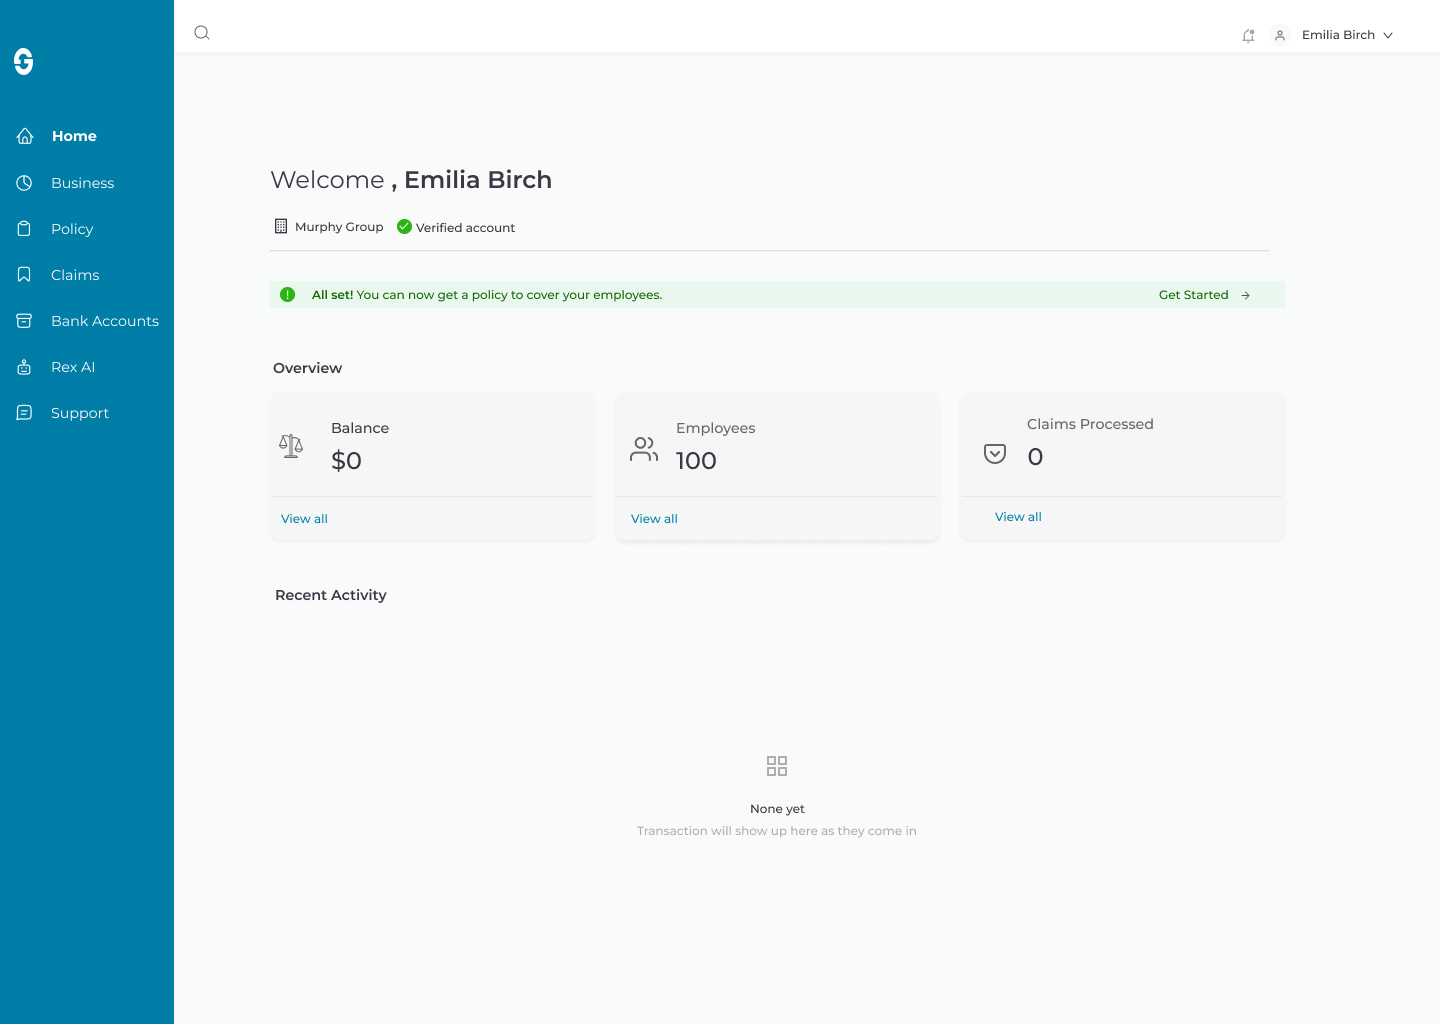 Emilia Birch
Home
Business
Policy
Claims
Bank Accounts
Rex AI
Support
Welcome , Emilia Birch
Murphy Group Verified account
All set! You can now get a policy to cover your employees. Get Started
Overview
Balance
$0
View all
Employees
100
View all
Claims Processed
0
View all
Recent Activity
None yet
Transaction will show up here as they come in